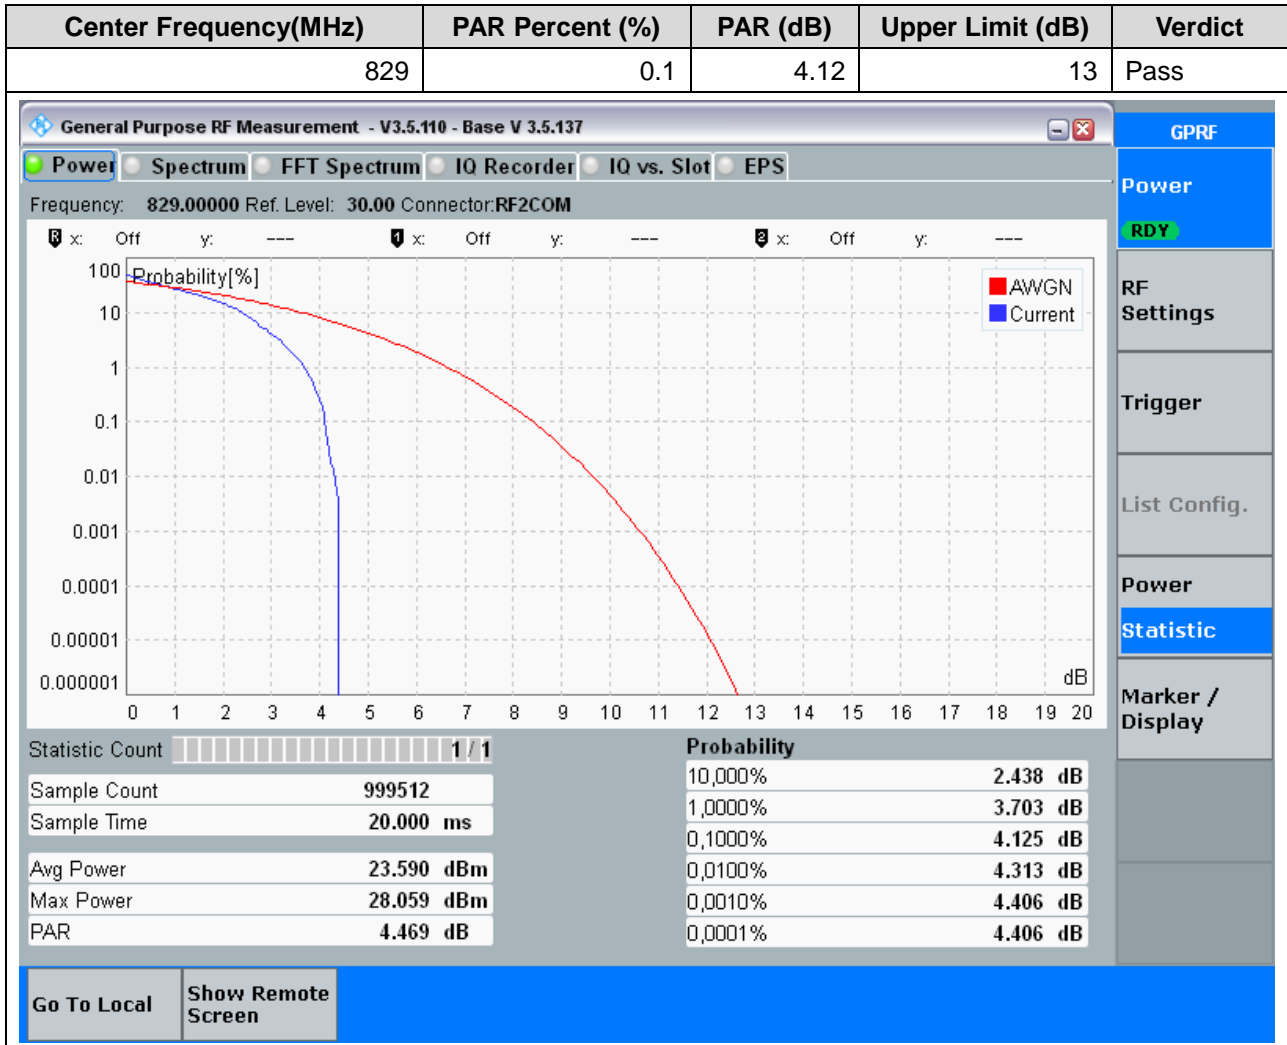 Center Frequency(MHz) PAR Percent (%) PAR (dB) Upper Limit (dB) Verdict
829 0.1 4.12 13 Pass
General Purpose RF Measurement - V3.5.110 - Base V 3.5.137
GPRF
Power Spectrum FFT Spectrum IQ Recorder IQ vs. Slot EPS
Power
RDY
Frequency: 829.00000 Ref. Level: 30.00 Connector:RF2COM
R x: Off y: --- 1 x: Off y: --- 2 x: Off y: ---
Probability[%]
100
10
1
0.1
0.01
0.001
0.0001
0.00001
0.000001
AWGN
Current
dB
0 1 2 3 4 5 6 7 8 9 10 11 12 13 14 15 16 17 18 19 20
RF
Settings
Trigger
List Config.
Power
Statistic
Marker /
Display
Statistic Count 1 / 1
Sample Count 999512
Sample Time 20.000 ms
Avg Power 23.590 dBm
Max Power 28.059 dBm
PAR 4.469 dB
Probability
10,000% 2.438 dB
1,0000% 3.703 dB
0,1000% 4.125 dB
0,0100% 4.313 dB
0,0010% 4.406 dB
0,0001% 4.406 dB
Go To Local
Show Remote
Screen